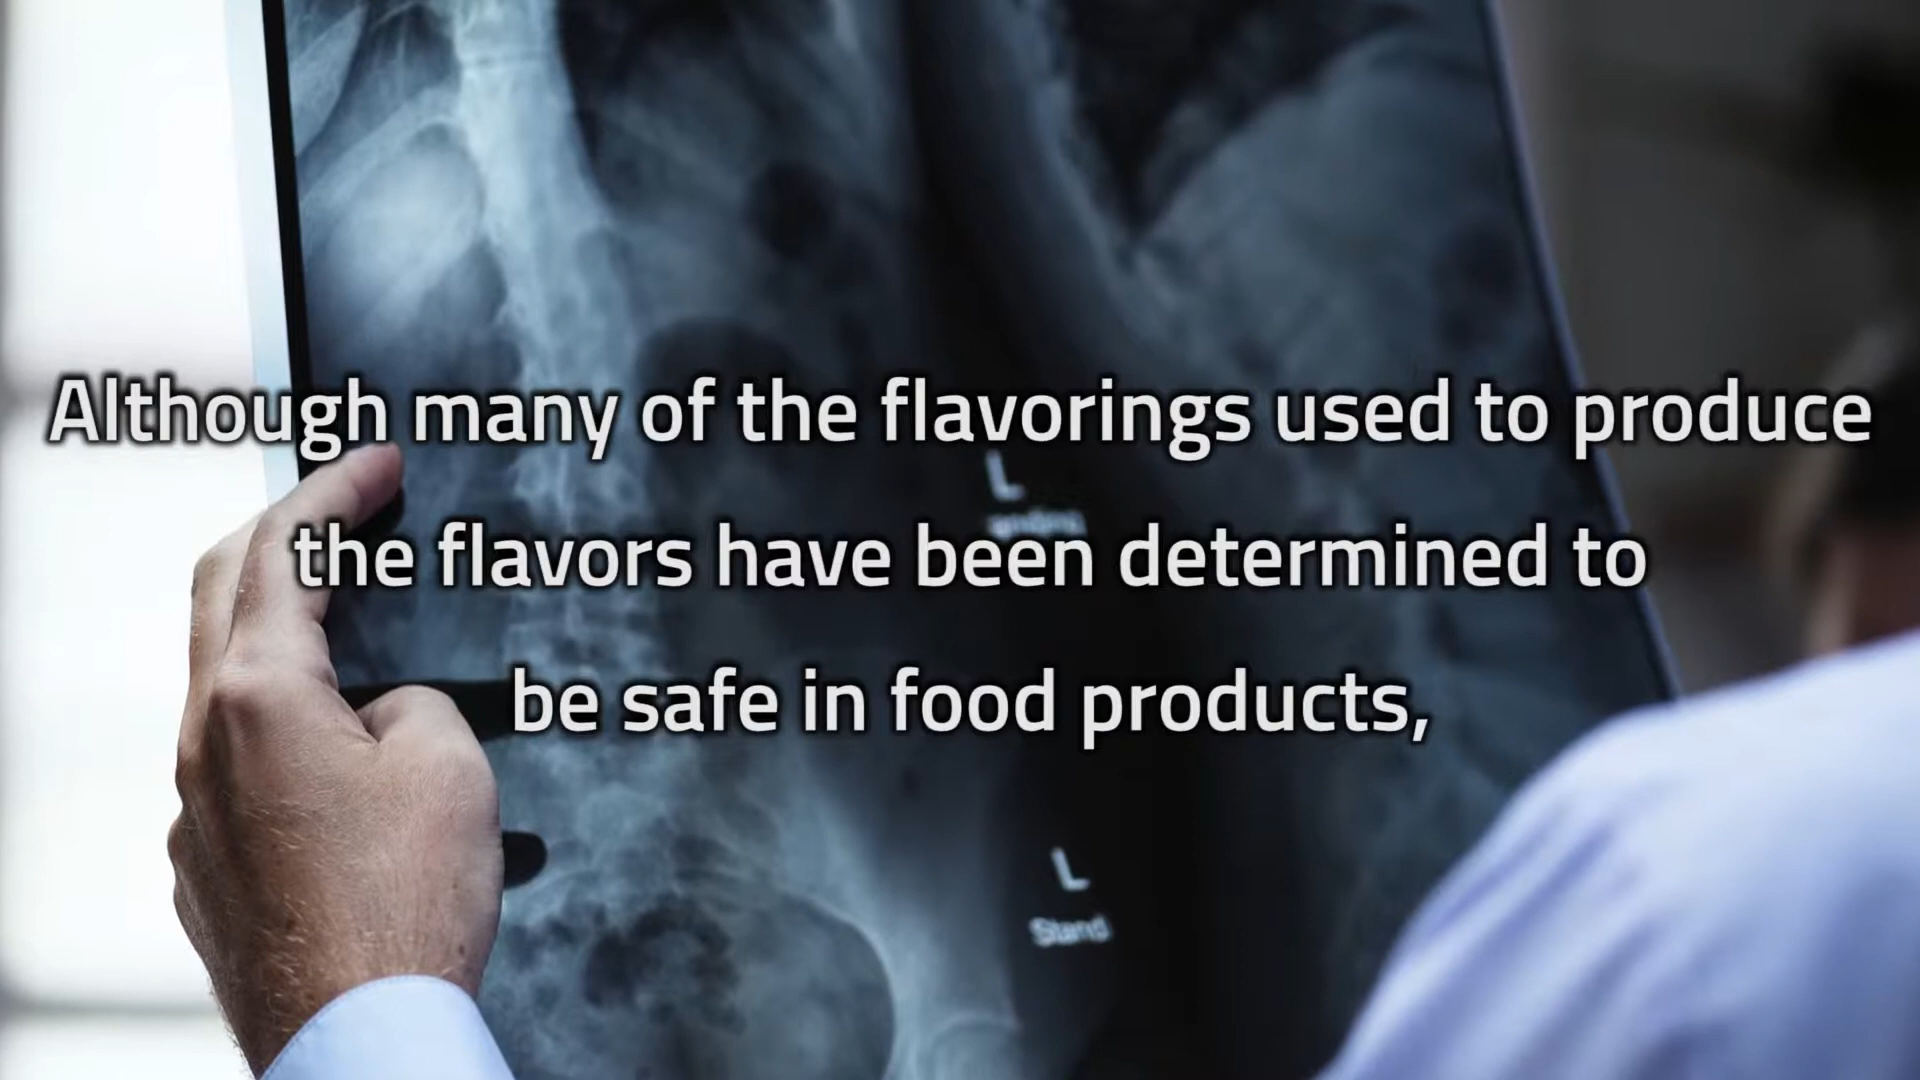 Although many of the flavorings used to produce
L
the flavors have been determined to
be safe in food products,
L
Stand